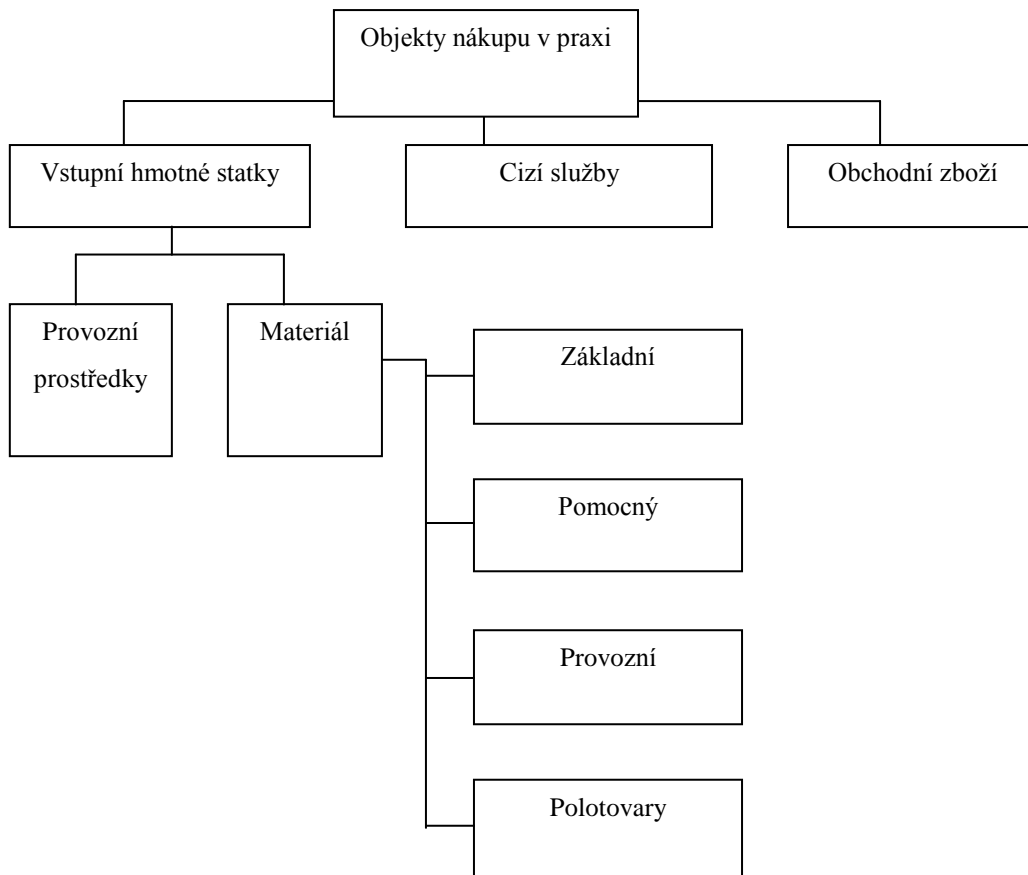 Objekty nákupu v praxi
Vstupní hmotné statky
Cizí služby
Obchodní zboží
Provozní
prostředky
Materiál
Základní
Pomocný
Provozní
Polotovary